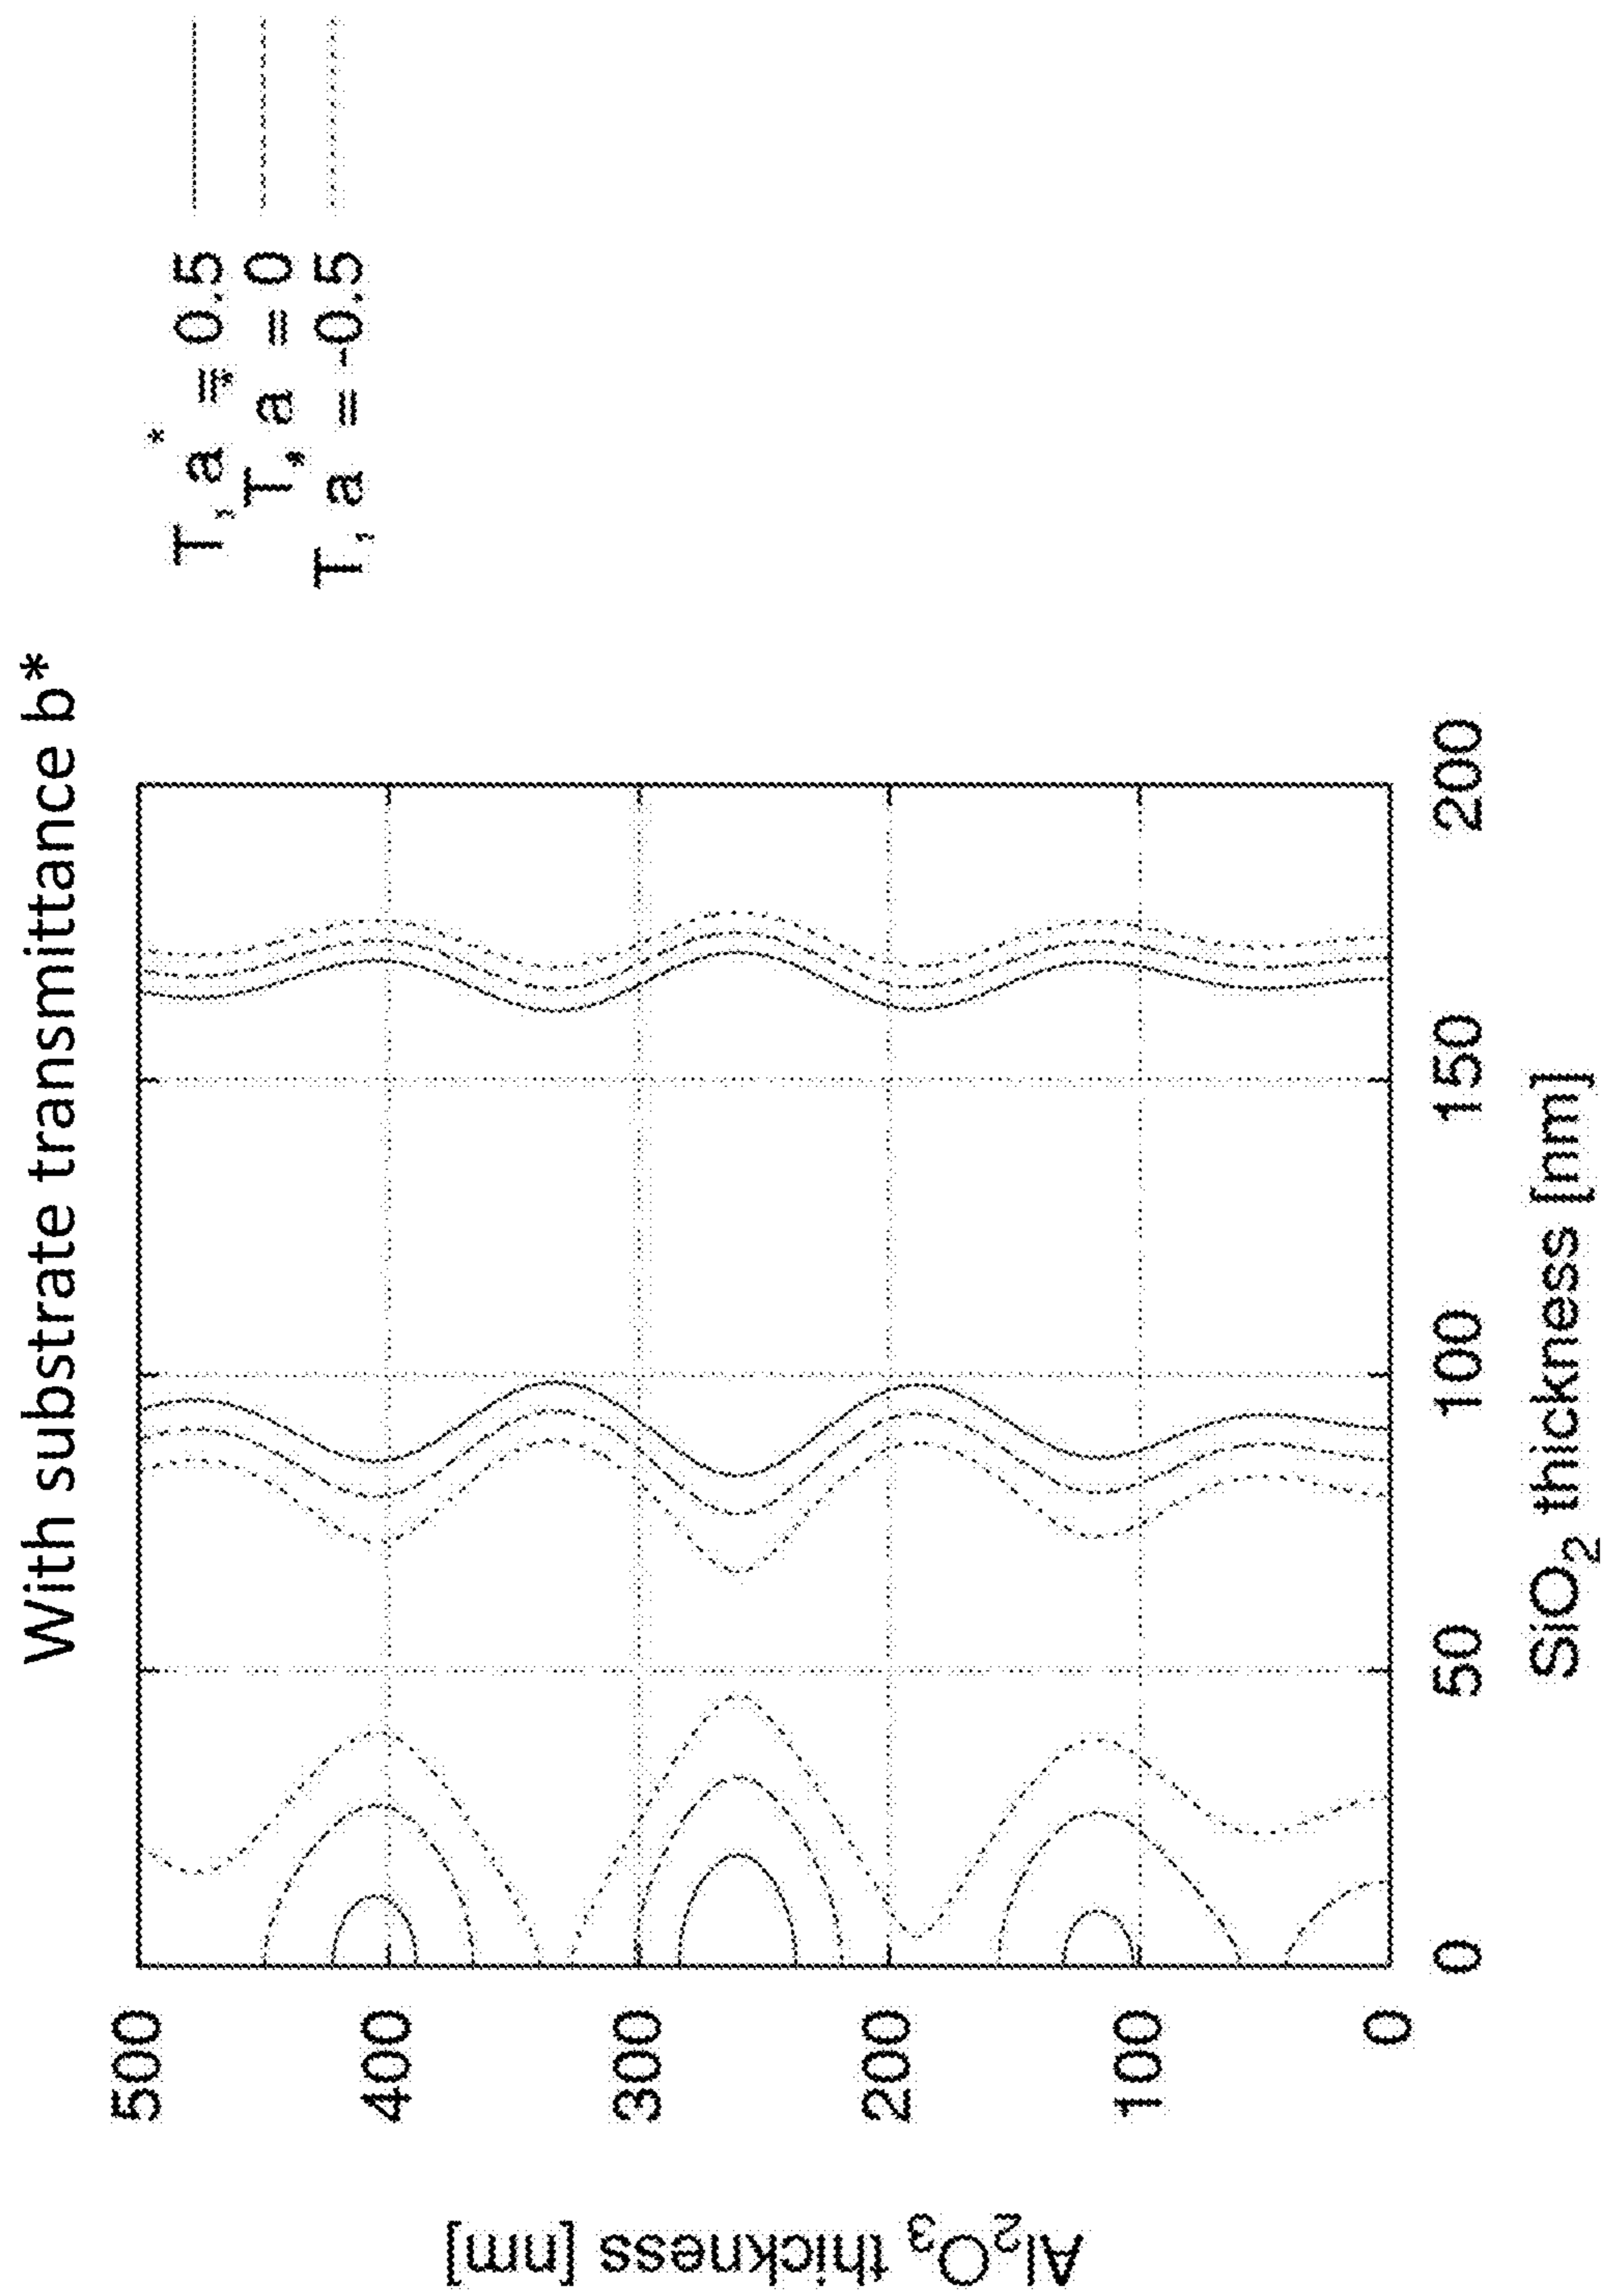 With substrate transmittance b*
T, a* = 0.5
T, a* = 0
T, a* = -0.5
Al2O3 thickness [nm]
500
400
300
200
100
0
0
50
100
150
200
SiO2 thickness [nm]